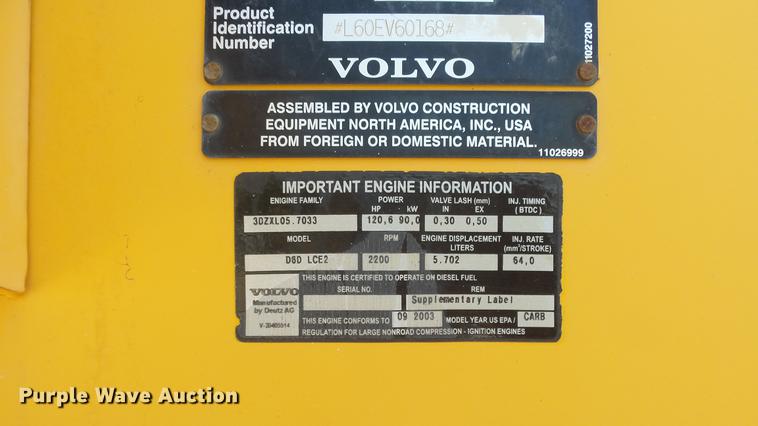 Product
Identification
Number
#L60EV60168#
VOLVO
11027200
ASSEMBLED BY VOLVO CONSTRUCTION
EQUIPMENT NORTH AMERICA, INC., USA
FROM FOREIGN OR DOMESTIC MATERIAL.
11026999
IMPORTANT ENGINE INFORMATION
ENGINE FAMILY POWER VALVE LASH (mm) INJ. TIMING
HP kW IN EX ( BTDC )
3DZXL05.7033 120,6 90,0 0,30 0,50
MODEL RPM ENGINE DISPLACEMENT INJ. RATE
LITERS (mm³/STROKE)
D6D LCE2 2200 5.702 64,0
THIS ENGINE IS CERTIFIED TO OPERATE ON DIESEL FUEL
SERIAL NO. REM
VOLVO
Manufactured
by Deutz AG
Supplementary Label
THIS ENGINE CONFORMS TO 09 2003 MODEL YEAR US EPA / CARB
REGULATION FOR LARGE NONROAD COMPRESSION - IGNITION ENGINES
Purple Wave Auction